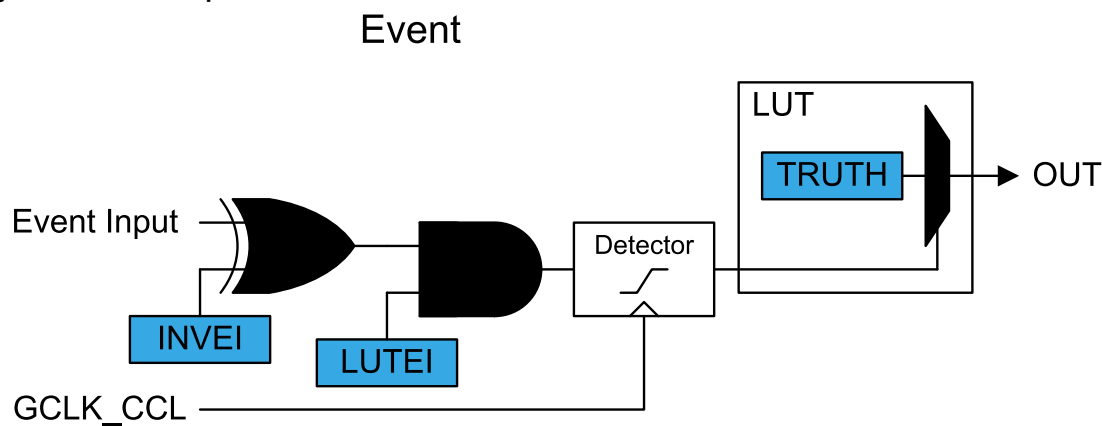 Event
LUT
TRUTH
OUT
Event Input
Detector
INVEI
LUTEI
GCLK_CCL